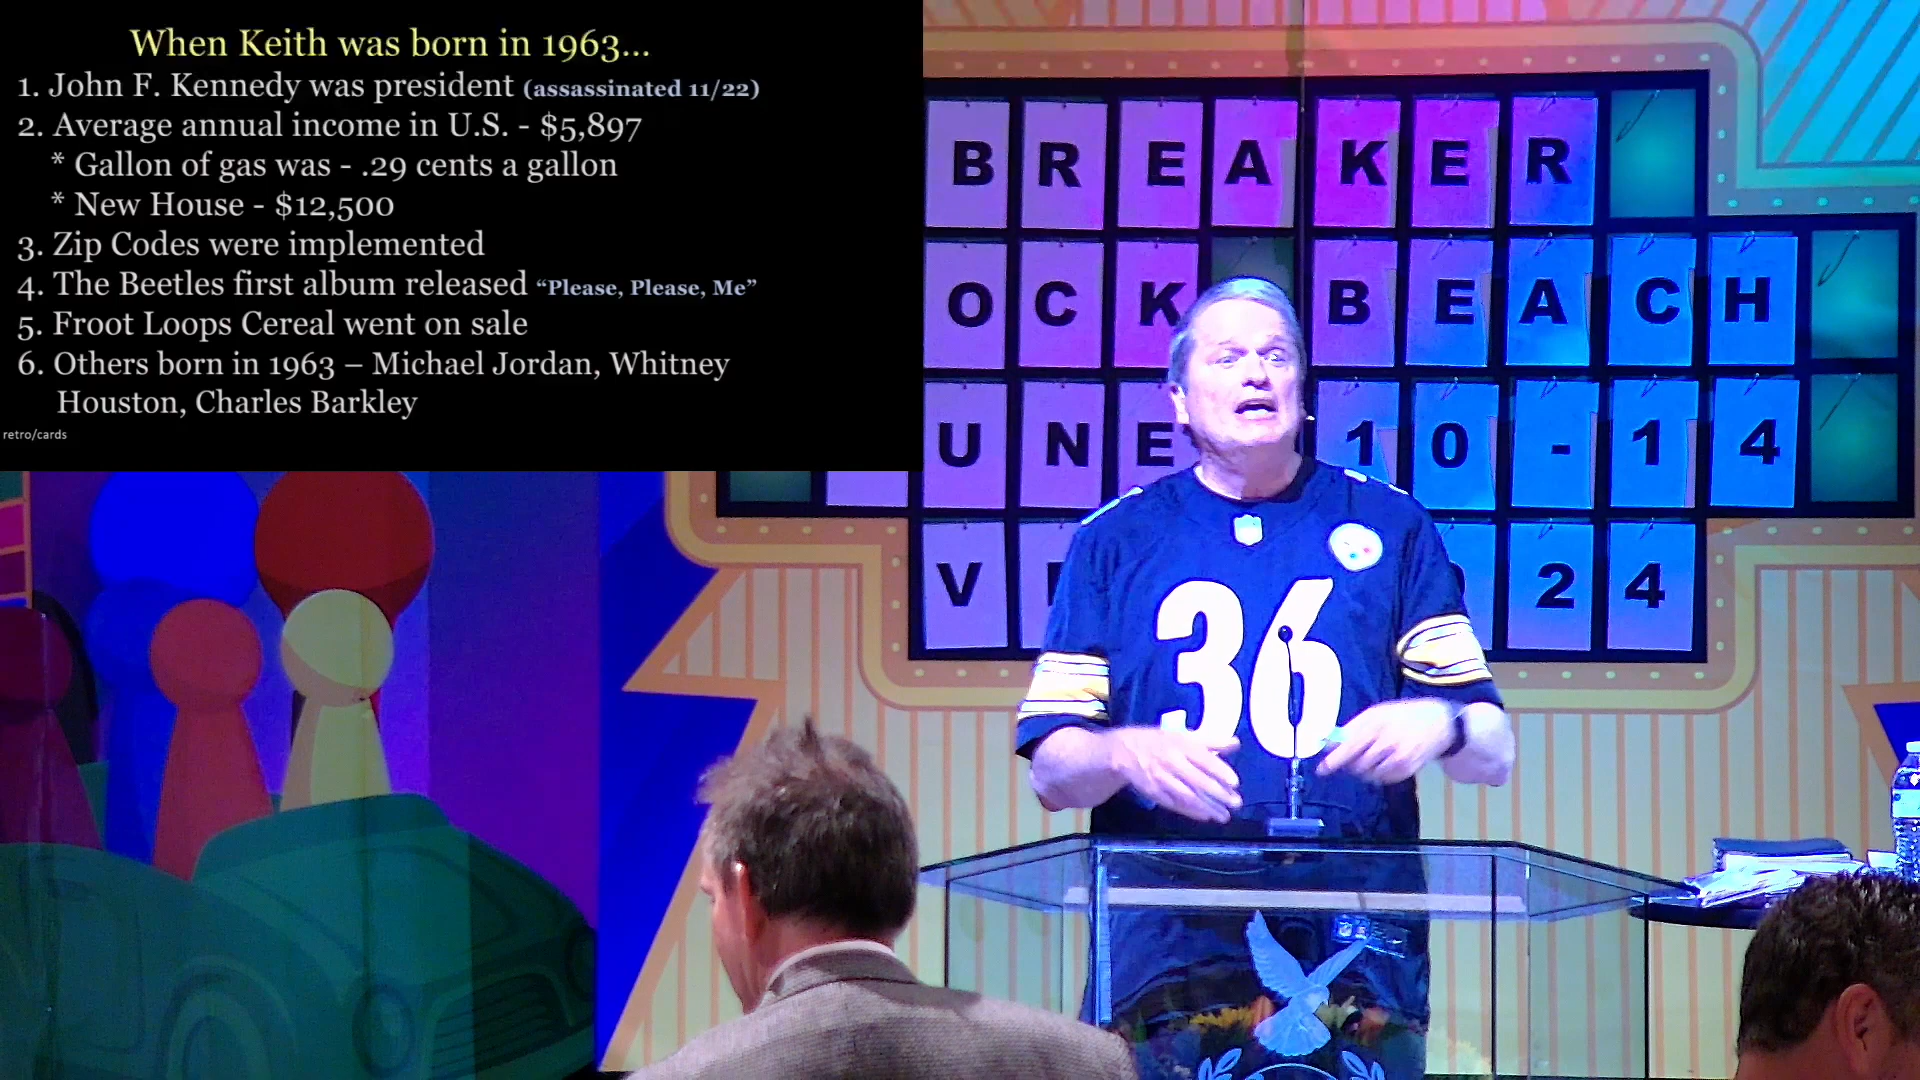 When Keith was born in 1963...
1. John F. Kennedy was president (assassinated 11/22)
2. Average annual income in U.S. - $5,897
* Gallon of gas was - .29 cents a gallon
* New House - $12,500
3. Zip Codes were implemented
4. The Beetles first album released “Please, Please, Me”
5. Froot Loops Cereal went on sale
6. Others born in 1963 – Michael Jordan, Whitney
Houston, Charles Barkley
retro/cards
BREAKER
OCK BEACH
UNE 10-14
V 24
36